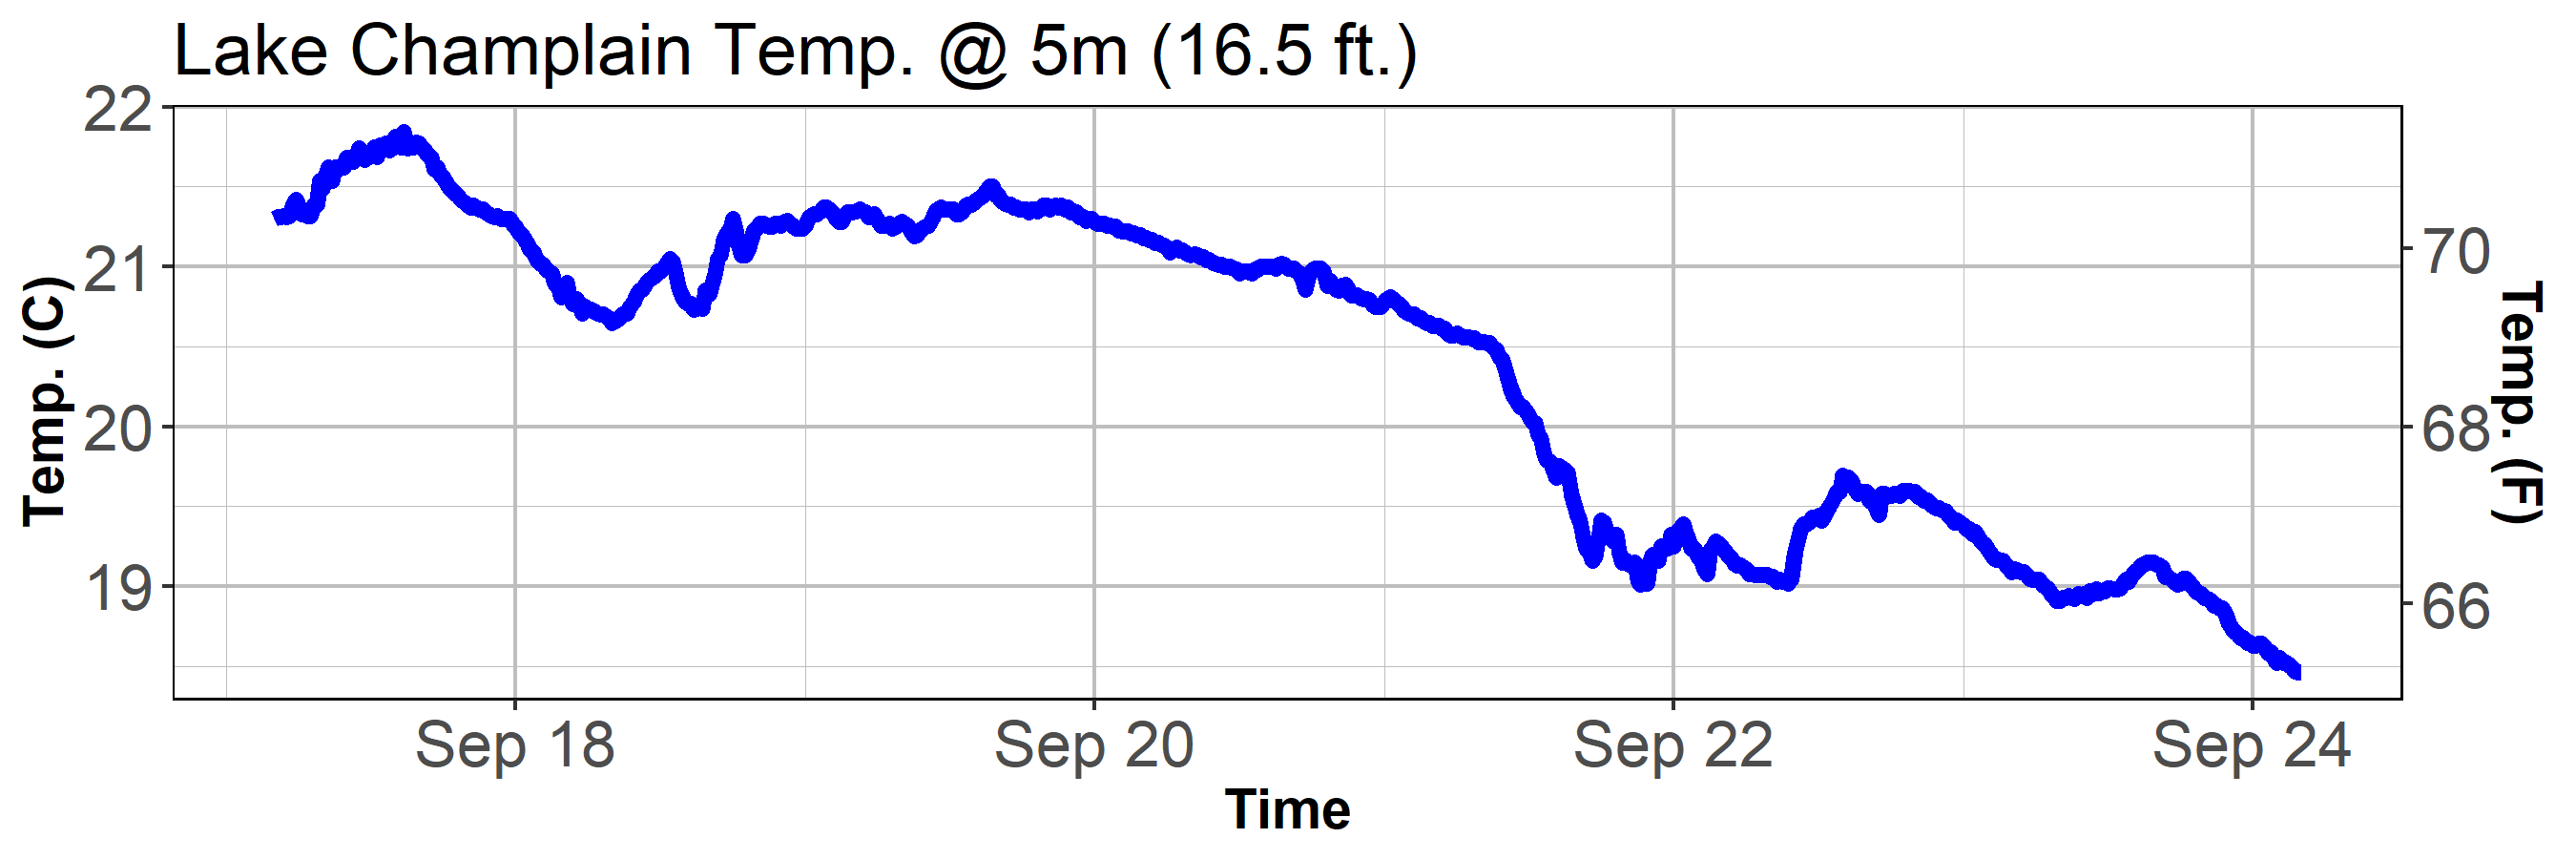 Lake Champlain Temp. @ 5m (16.5 ft.)
22
21
20
19
Temp. (C)
70
68
66
Temp. (F)
Sep 18
Sep 20
Sep 22
Sep 24
Time